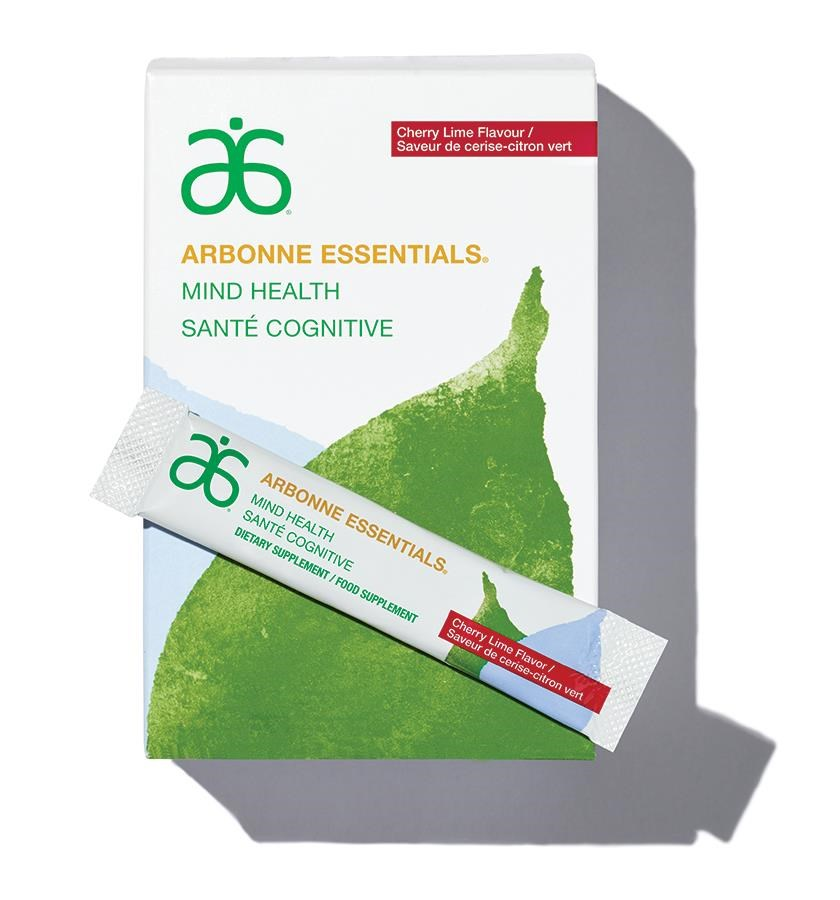 Cherry Lime Flavour /
Saveur de cerise-citron vert
ARBONNE ESSENTIALS®
MIND HEALTH
SANTÉ COGNITIVE
ARBONNE ESSENTIALS®
MIND HEALTH
SANTÉ COGNITIVE
DIETARY SUPPLEMENT / FOOD SUPPLEMENT
Cherry Lime Flavor /
Saveur de cerise-citron vert